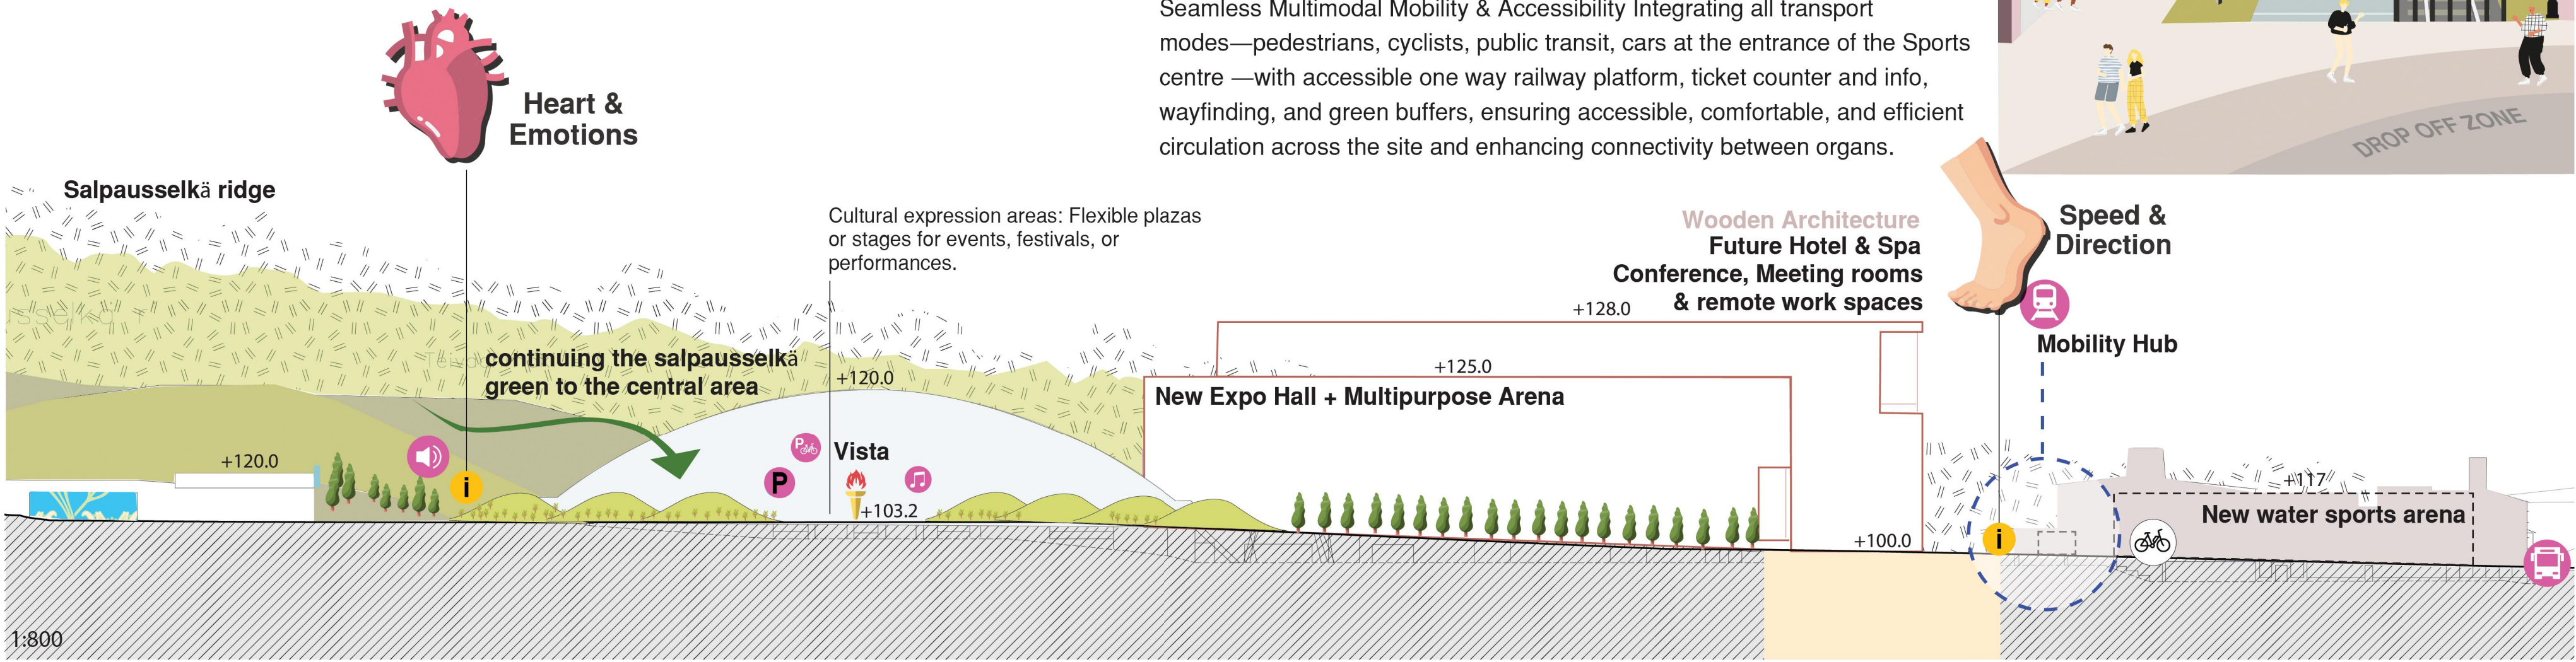 Seamless Multimodal Mobility & Accessibility Integrating all transport
modes—pedestrians, cyclists, public transit, cars at the entrance of the Sports
centre —with accessible one way railway platform, ticket counter and info,
wayfinding, and green buffers, ensuring accessible, comfortable, and efficient
circulation across the site and enhancing connectivity between organs.
DROP OFF ZONE
Heart &
Emotions
Salpausselkä ridge
Cultural expression areas: Flexible plazas
or stages for events, festivals, or
performances.
Wooden Architecture
Future Hotel & Spa
Conference, Meeting rooms
& remote work spaces
Speed &
Direction
+128.0
Mobility Hub
continuing the salpausselkä
green to the central area
+120.0
+125.0
New Expo Hall + Multipurpose Arena
+120.0
P
Vista
P
i
+103.2
+100.0
i
+117
New water sports arena
1:800